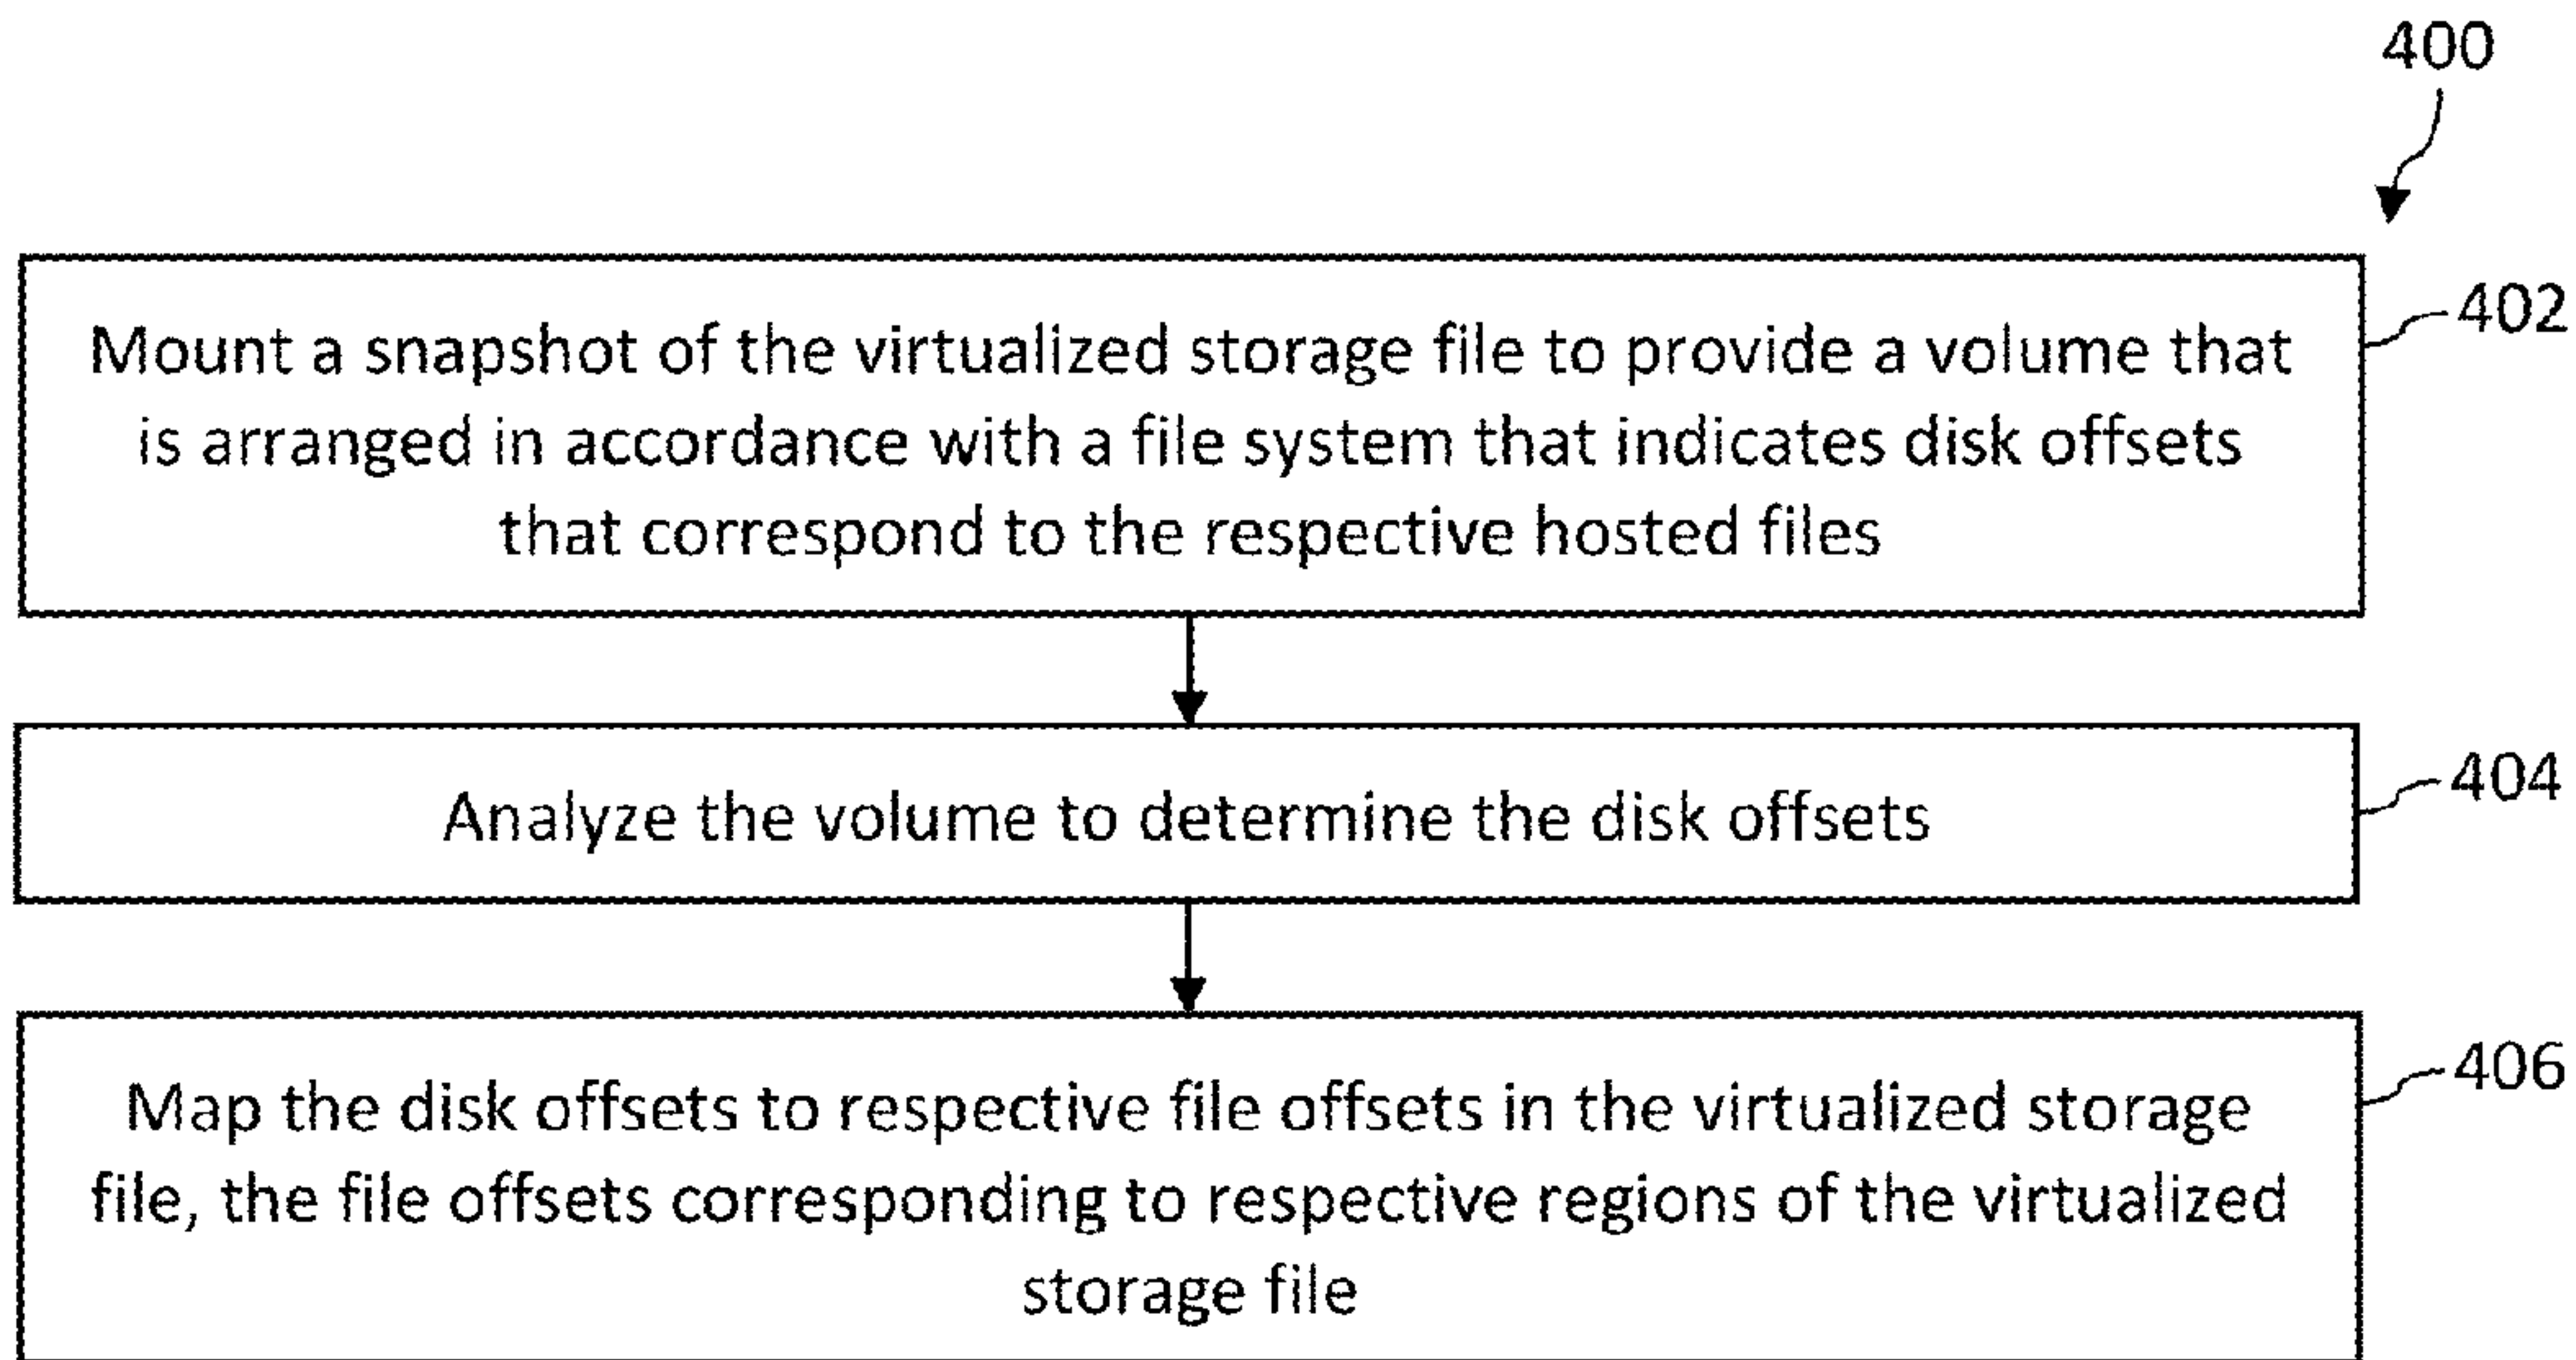 400
Mount a snapshot of the virtualized storage file to provide a volume that
402
is arranged in accordance with a file system that indicates disk offsets
that correspond to the respective hosted files
Analyze the volume to determine the disk offsets
404
Map the disk offsets to respective file offsets in the virtualized storage
406
file, the file offsets corresponding to respective regions of the virtualized
storage file